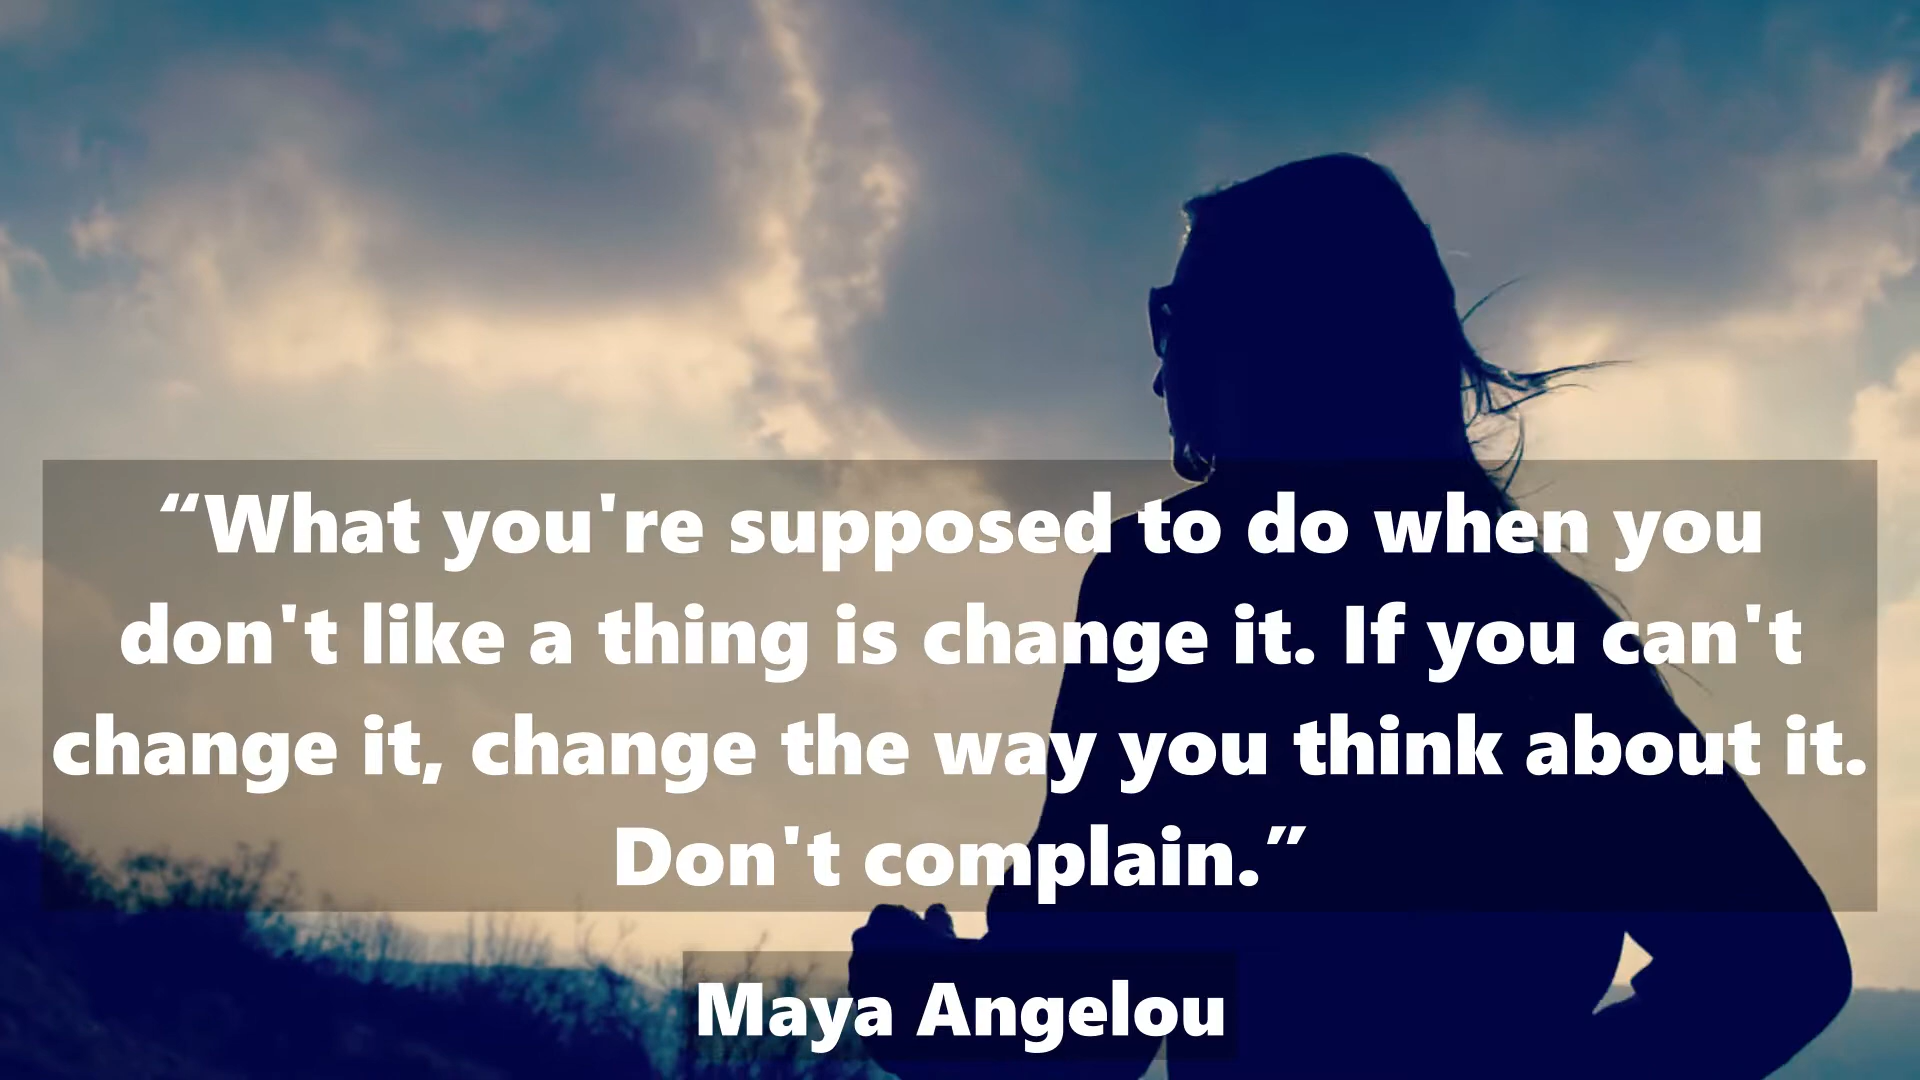 “What you're supposed to do when you
don't like a thing is change it. If you can't
change it, change the way you think about it.
Don't complain.”
Maya Angelou